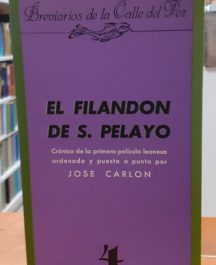 Breviarios de la Calle del Pez
EL FILANDON
DE S. PELAYO
Crónica de la primera película leonesa
ordenada y puesta a punto por
JOSE CARLON
4